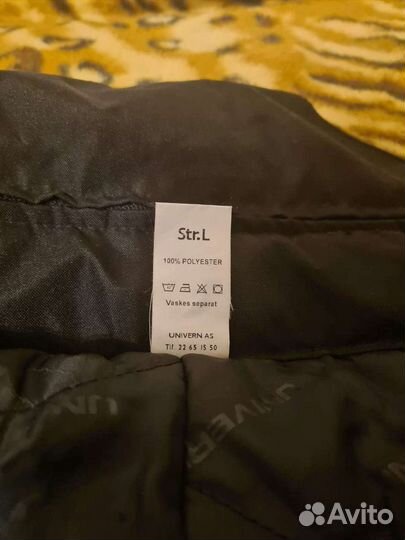 Str.L
100% POLYESTER
Vaskes separat
UNIVERN AS
Tlf. 22 65 15 50
UNIVERN
Avito